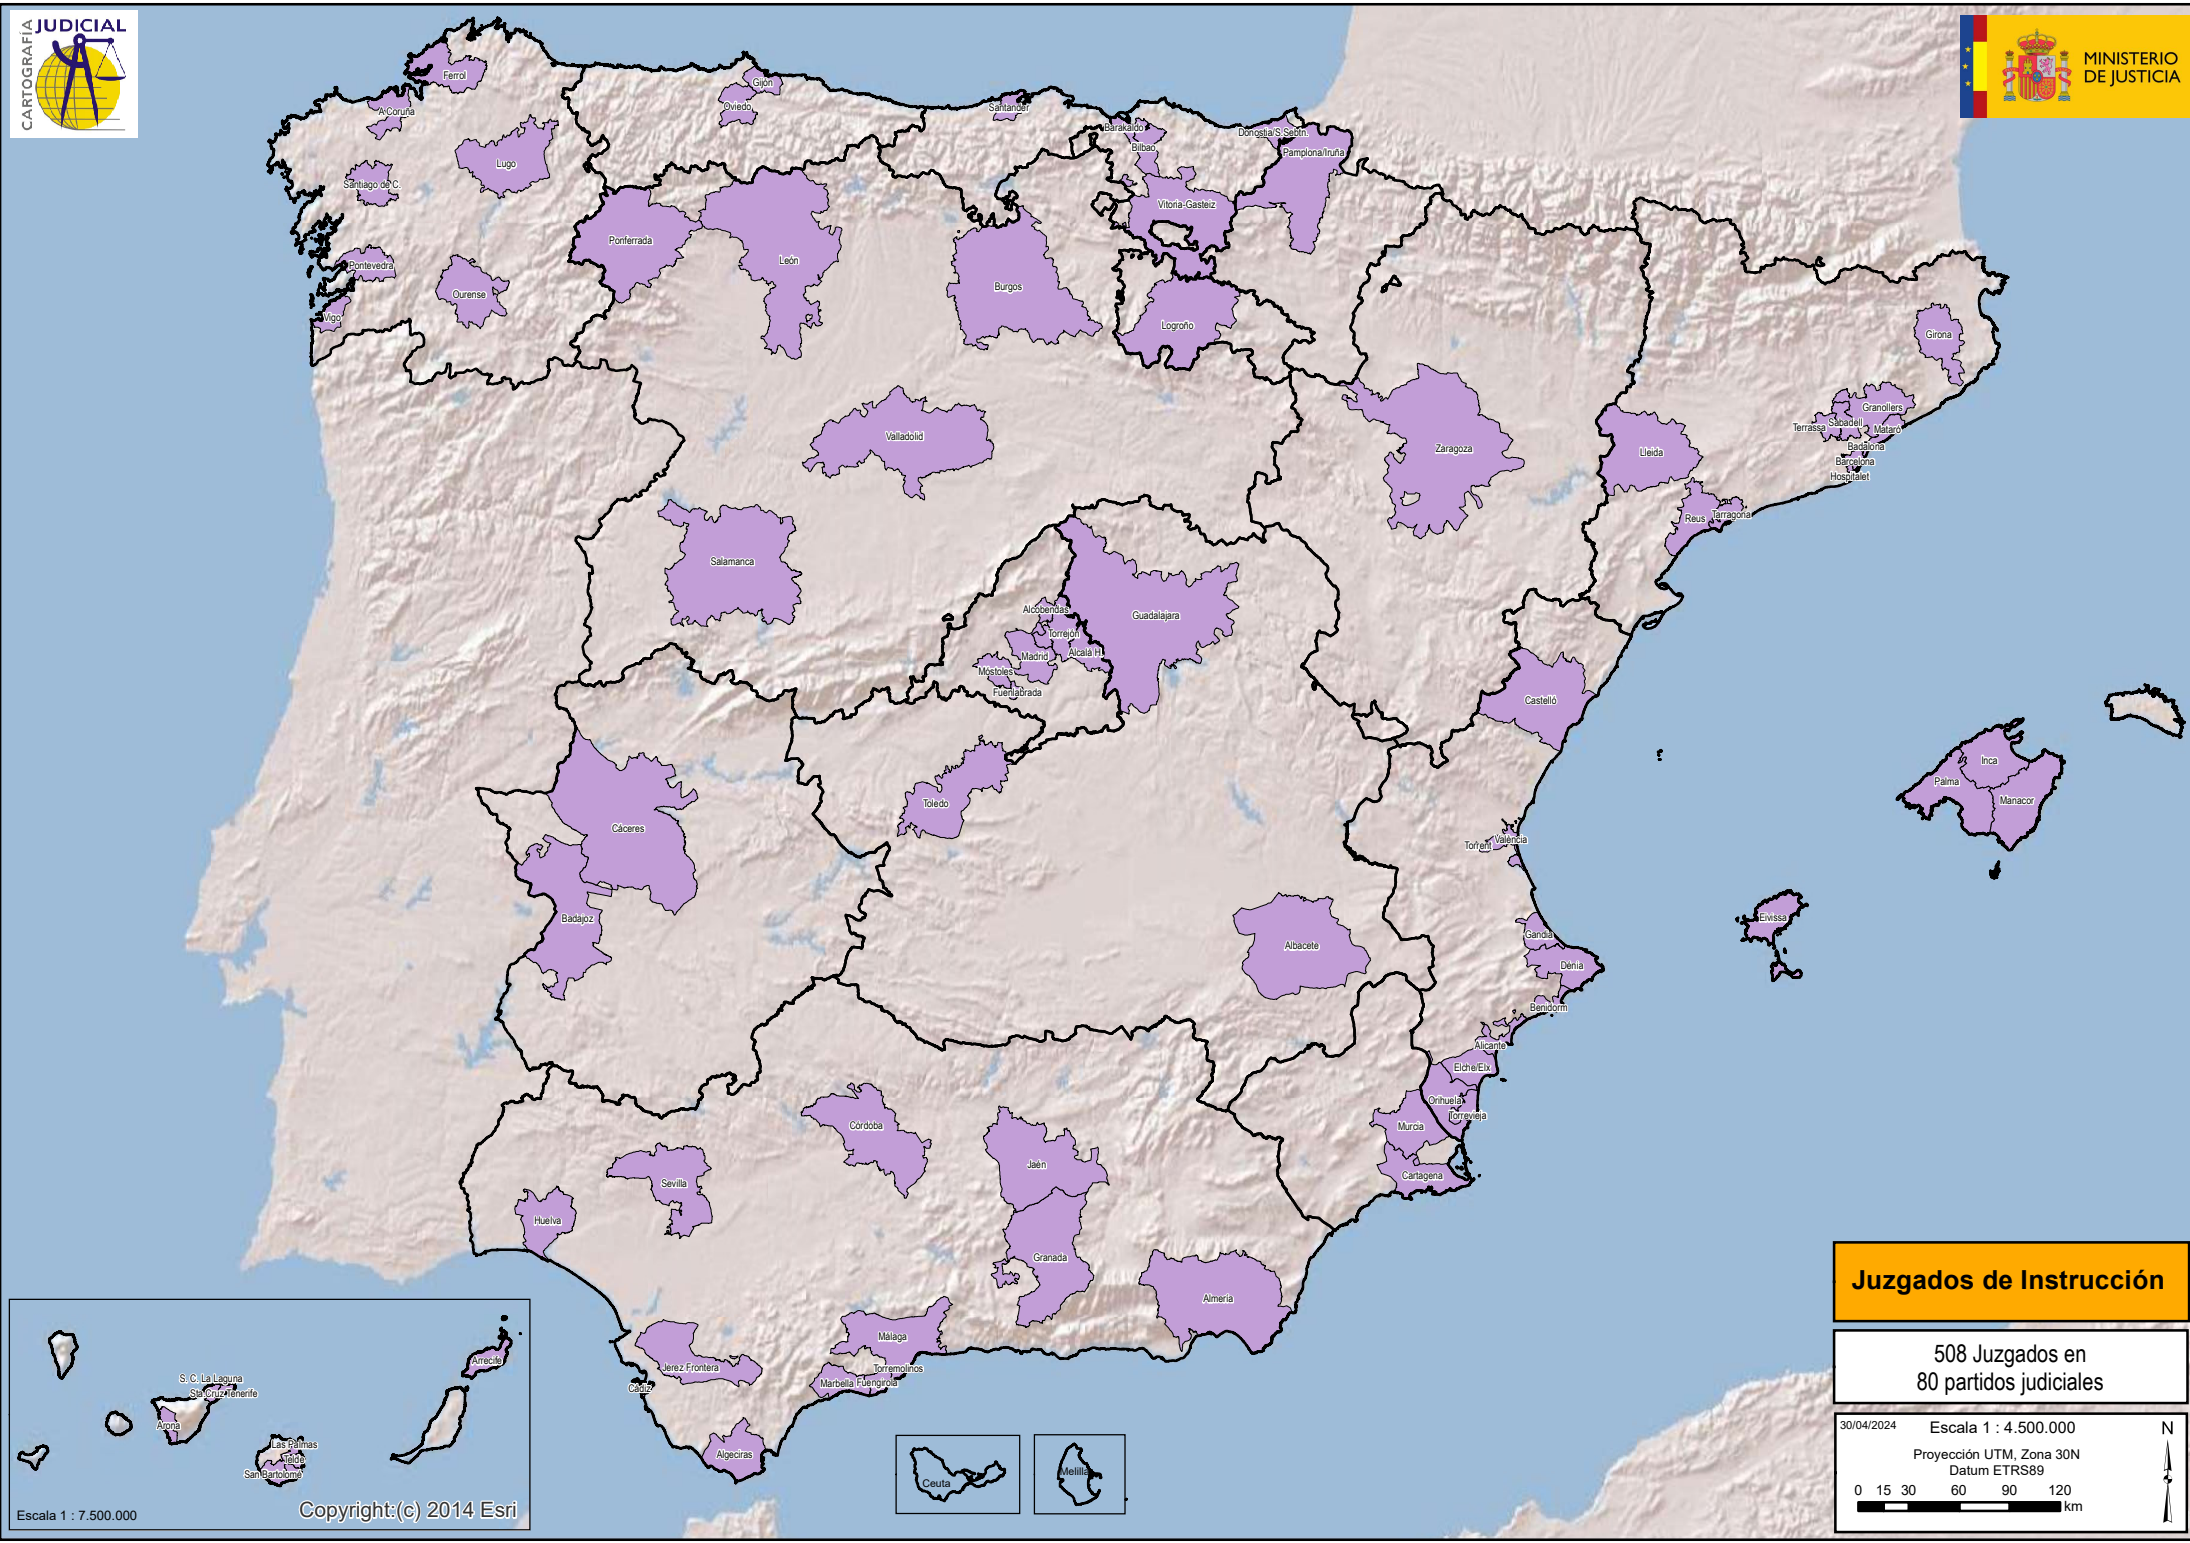 CARTOGRAFÍA
JUDICIAL
MINISTERIO
DE JUSTICIA
Ferrol
A Coruña
Lugo
Santiago de C.
Pontevedra
Ourense
Vigo
Gijón
Oviedo
Santander
Barakaldo
Bilbao
Donostia/S.Sebtn.
Pamplona/Iruña
Vitoria-Gasteiz
Ponferrada
León
Burgos
Logroño
Valladolid
Salamanca
Zaragoza
Lleida
Girona
Granollers
Sabadell
Terrassa
Mataró
Badalona
Barcelona
Hospitalet
Reus
Tarragona
Guadalajara
Alcobendas
Torrejón
Madrid
Alcalá H.
Móstoles
Fuenlabrada
Castelló
Toledo
Cáceres
Badajoz
Albacete
Torrent
València
Gandia
Dénia
Benidorm
Alicante
Elche/Elx
Orihuela
Torrevieja
Murcia
Cartagena
Inca
Palma
Manacor
Eivissa
Córdoba
Jaén
Sevilla
Huelva
Granada
Almería
Málaga
Torremolinos
Marbella
Fuengirola
Jerez Frontera
Cádiz
Algeciras
Ceuta
Melilla
Arrecife
S. C. La Laguna
Sta.Cruz Tenerife
Arona
Las Palmas
Telde
San Bartolomé
Escala 1 : 7.500.000
Copyright:(c) 2014 Esri
Juzgados de Instrucción
508 Juzgados en
80 partidos judiciales
30/04/2024
Escala 1 : 4.500.000
N
Proyección UTM, Zona 30N
Datum ETRS89
0 15 30 60 90 120
km